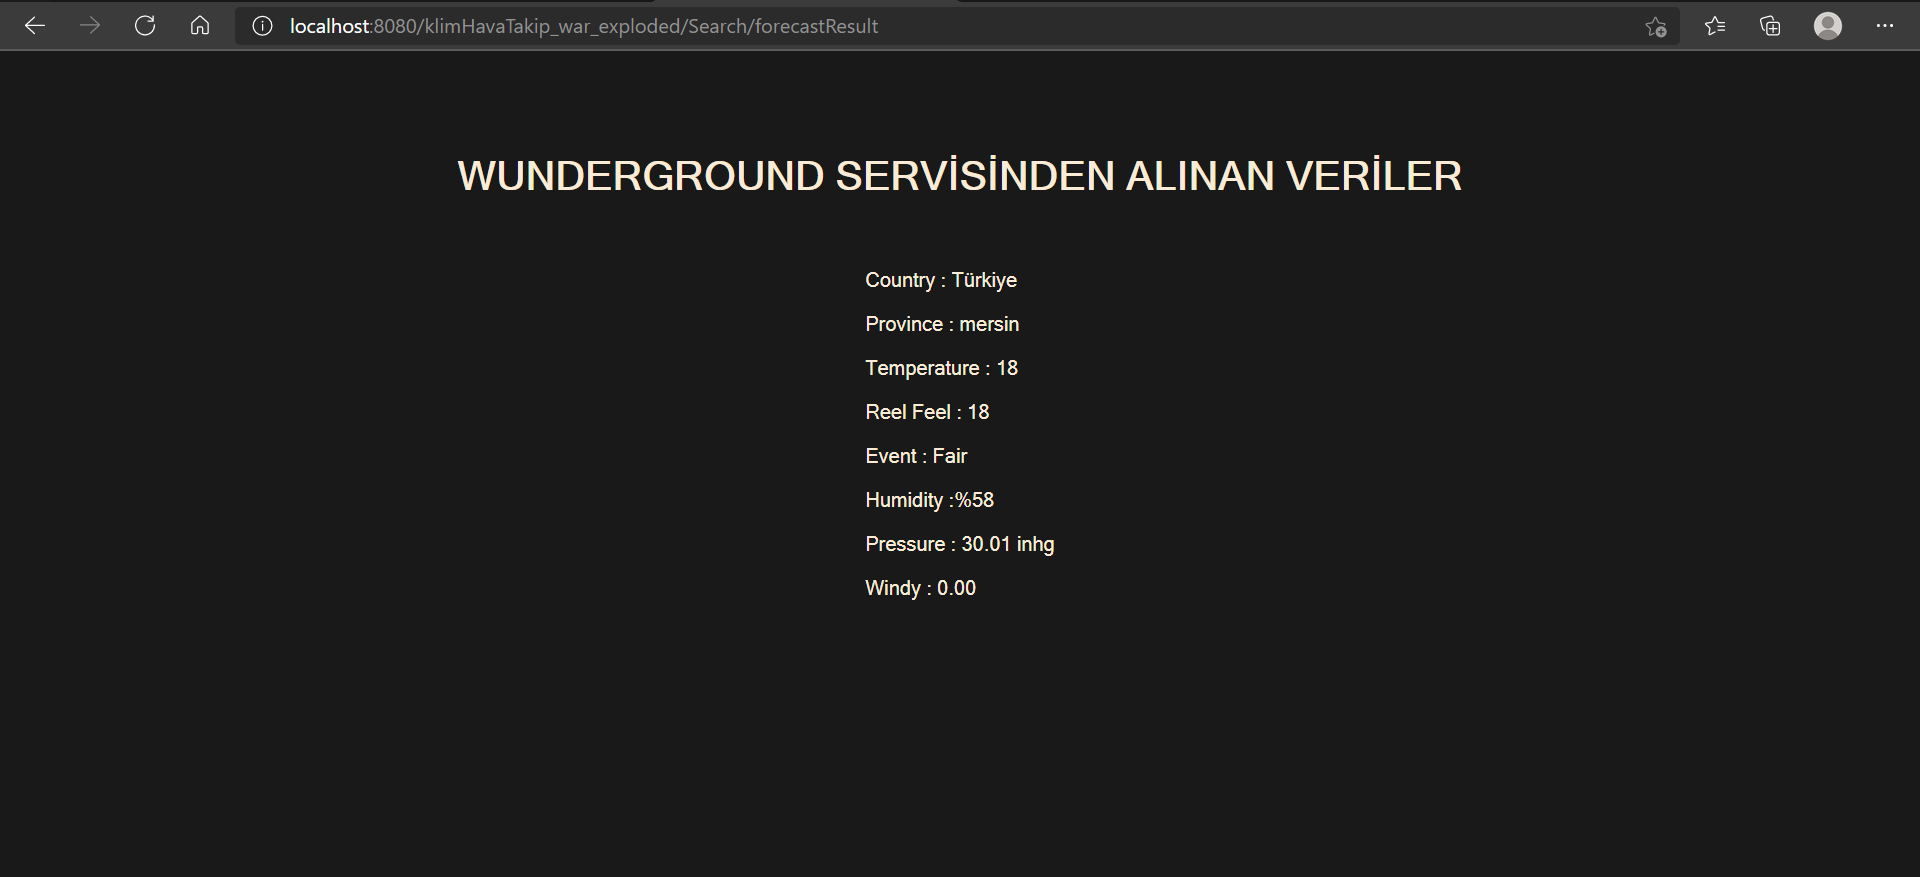 localhost:8080/klimHavaTakip_war_exploded/Search/forecastResult
WUNDERGROUND SERVİSİNDEN ALINAN VERİLER
Country : Türkiye
Province : mersin
Temperature : 18
Reel Feel : 18
Event : Fair
Humidity :%58
Pressure : 30.01 inhg
Windy : 0.00